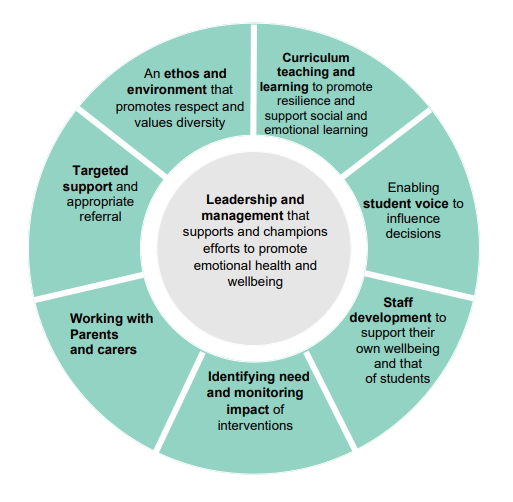 Curriculum
teaching and
learning to promote
resilience and
support social and
emotional learning
Enabling
student voice to
influence
decisions
Staff
development to
support their
own wellbeing
and that
of students
Identifying need
and monitoring
impact of
interventions
Working with
Parents
and carers
Targeted
support and
appropriate
referral
An ethos and
environment that
promotes respect and
values diversity
Leadership and
management that
supports and champions
efforts to promote
emotional health and
wellbeing